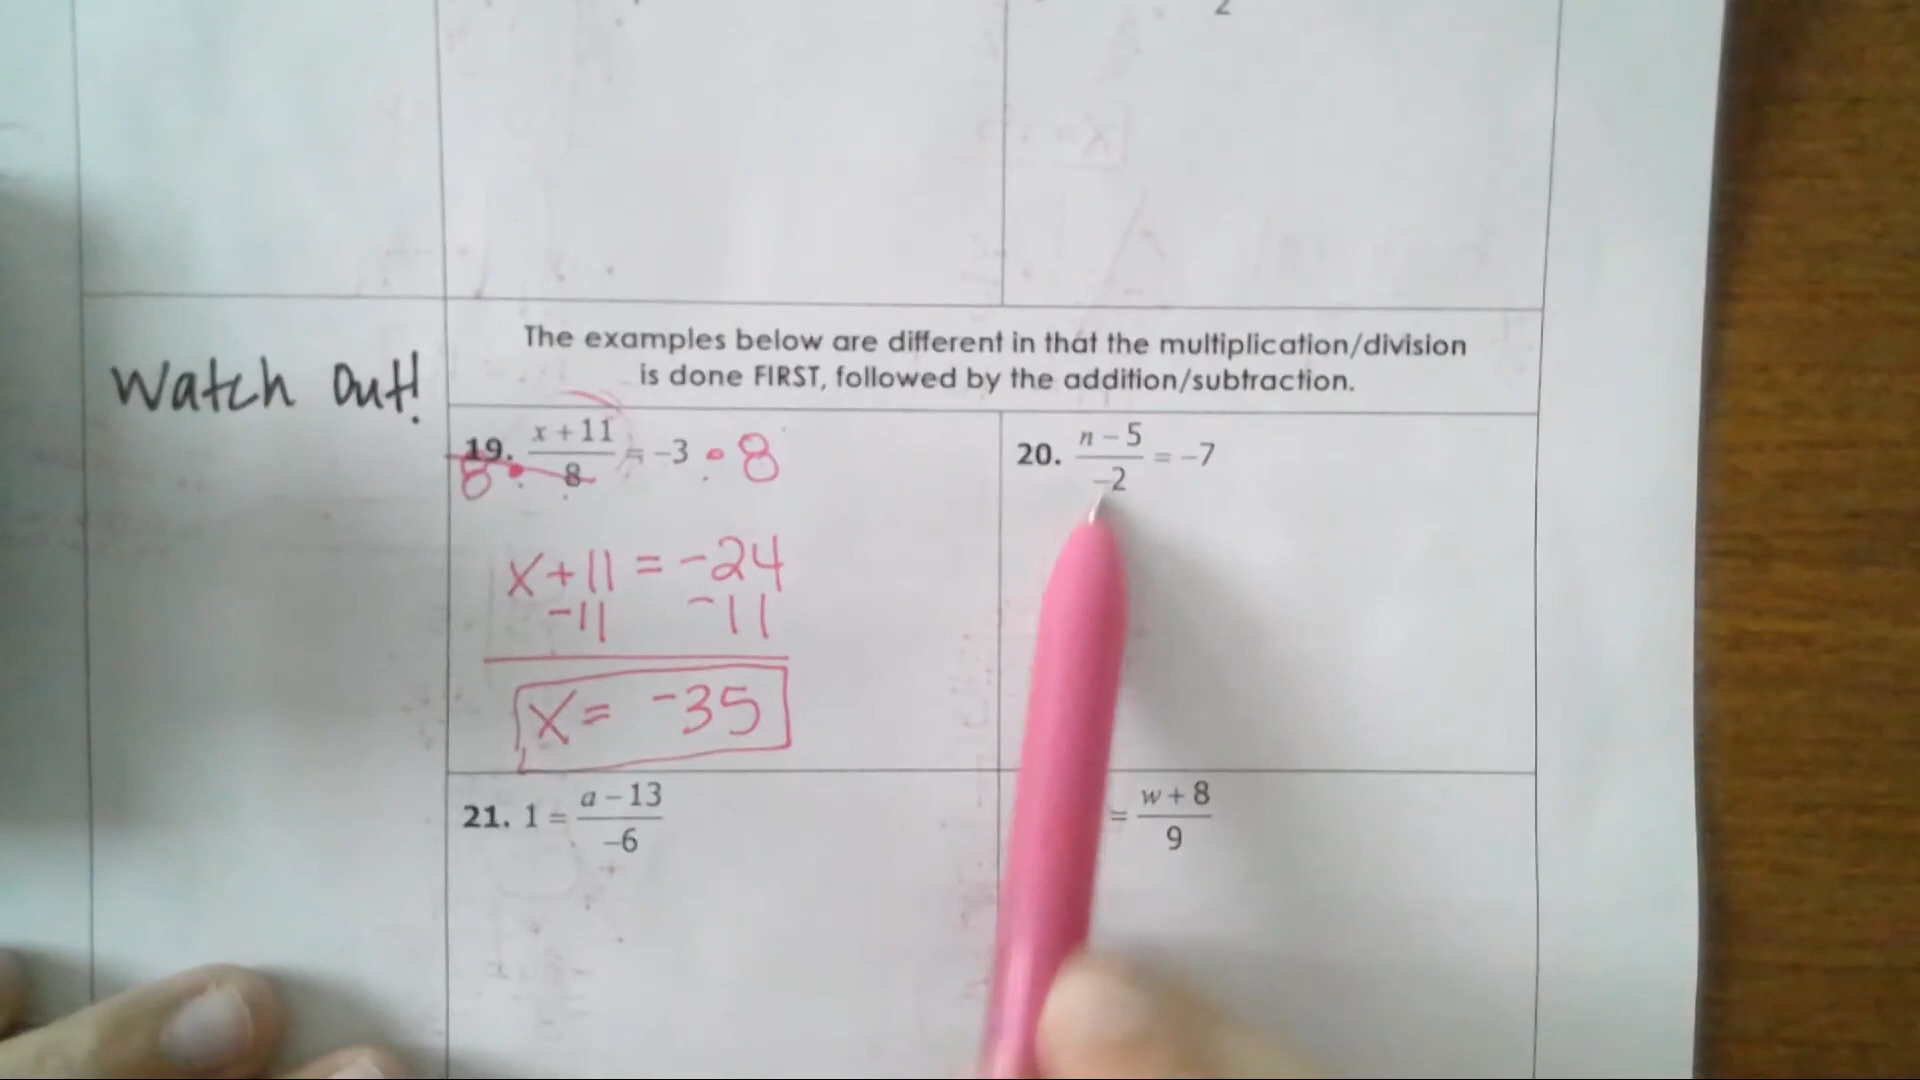 2
Watch Out!
The examples below are different in that the multiplication/division
is done FIRST, followed by the addition/subtraction.
19. x + 11 / 8 = -3 • 8
8 •
x + 11 = -24
-11 -11
x = -35
20. n - 5 / -2 = -7
21. 1 = a - 13 / -6
= w + 8 / 9